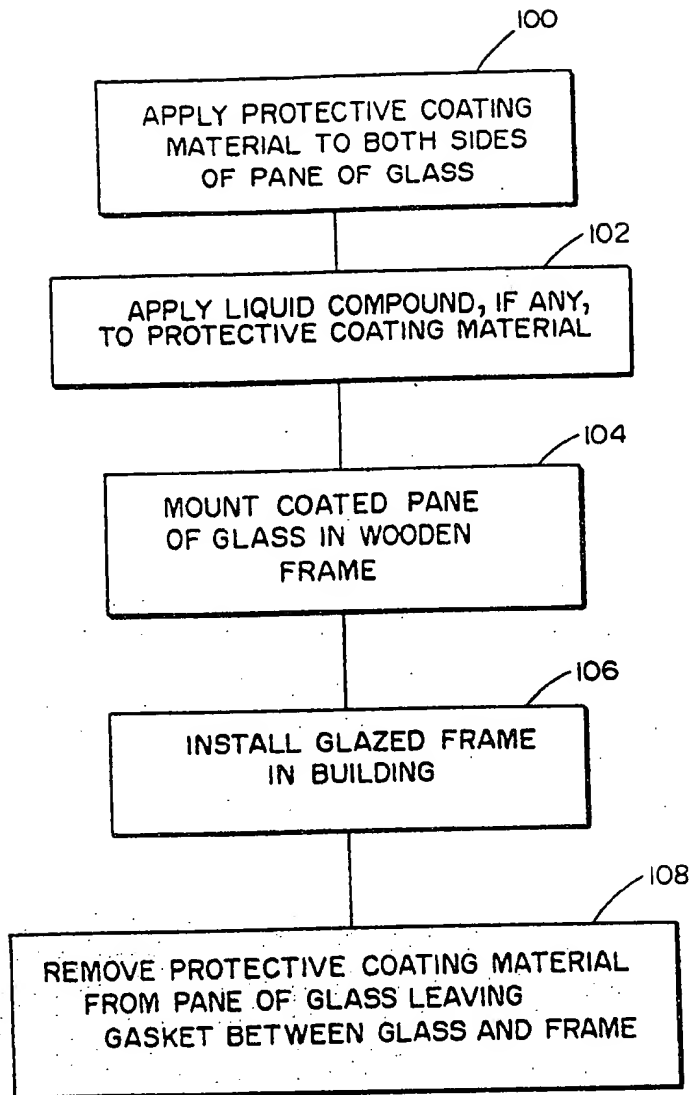 100
APPLY PROTECTIVE COATING
MATERIAL TO BOTH SIDES
OF PANE OF GLASS
102
APPLY LIQUID COMPOUND, IF ANY,
TO PROTECTIVE COATING MATERIAL
104
MOUNT COATED PANE
OF GLASS IN WOODEN
FRAME
106
INSTALL GLAZED FRAME
IN BUILDING
108
REMOVE PROTECTIVE COATING MATERIAL
FROM PANE OF GLASS LEAVING
GASKET BETWEEN GLASS AND FRAME